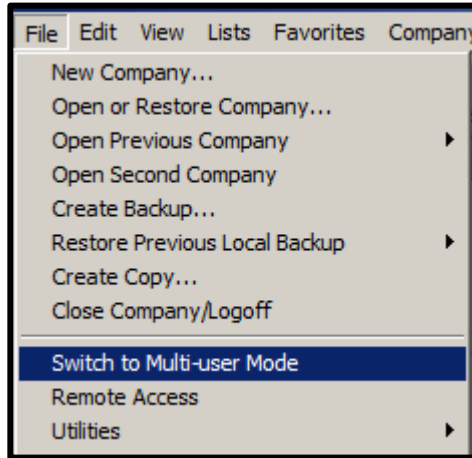 File Edit View Lists Favorites Company
New Company...
Open or Restore Company...
Open Previous Company
Open Second Company
Create Backup...
Restore Previous Local Backup
Create Copy...
Close Company/Logoff
Switch to Multi-user Mode
Remote Access
Utilities